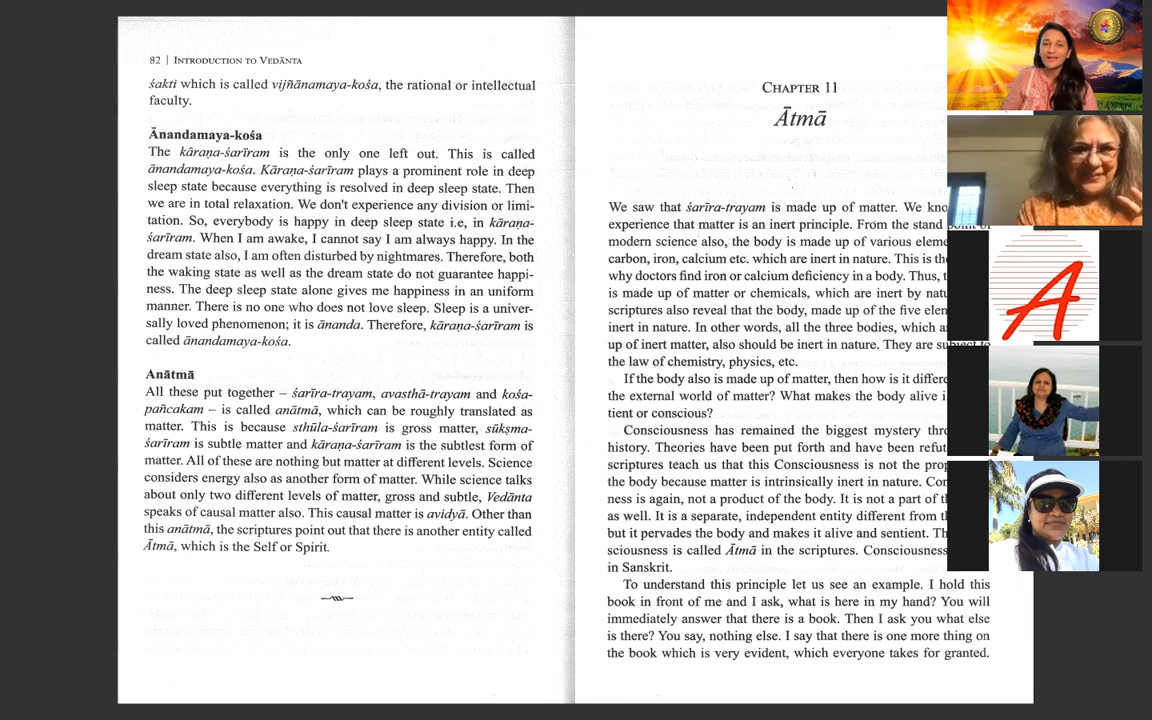 82 | INTRODUCTION TO VEDĀNTA
śakti which is called vijñānamaya-kośa, the rational or intellectual
faculty.
Ānandamaya-kośa
The kāraṇa-śarīram is the only one left out. This is called
ānandamaya-kośa. Kāraṇa-śarīram plays a prominent role in deep
sleep state because everything is resolved in deep sleep state. Then
we are in total relaxation. We don't experience any division or limi-
tation. So, everybody is happy in deep sleep state i.e, in kāraṇa-
śarīram. When I am awake, I cannot say I am always happy. In the
dream state also, I am often disturbed by nightmares. Therefore, both
the waking state as well as the dream state do not guarantee happi-
ness. The deep sleep state alone gives me happiness in an uniform
manner. There is no one who does not love sleep. Sleep is a univer-
sally loved phenomenon; it is ānanda. Therefore, kāraṇa-śarīram is
called ānandamaya-kośa.
Anātmā
All these put together – śarīra-trayam, avasthā-trayam and kośa-
pañcakam – is called anātmā, which can be roughly translated as
matter. This is because sthūla-śarīram is gross matter, sūkṣma-
śarīram is subtle matter and kāraṇa-śarīram is the subtlest form of
matter. All of these are nothing but matter at different levels. Science
considers energy also as another form of matter. While science talks
about only two different levels of matter, gross and subtle, Vedānta
speaks of causal matter also. This causal matter is avidyā. Other than
this anātmā, the scriptures point out that there is another entity called
Ātmā, which is the Self or Spirit.
CHAPTER 11
Ātmā
We saw that śarīra-trayam is made up of matter. We kno
experience that matter is an inert principle. From the stand point of
modern science also, the body is made up of various eleme
carbon, iron, calcium etc. which are inert in nature. This is the
why doctors find iron or calcium deficiency in a body. Thus, t
is made up of matter or chemicals, which are inert by natu
scriptures also reveal that the body, made up of the five elem
inert in nature. In other words, all the three bodies, which a
up of inert matter, also should be inert in nature. They are subject to
the law of chemistry, physics, etc.
If the body also is made up of matter, then how is it differe
the external world of matter? What makes the body alive i
tient or conscious?
Consciousness has remained the biggest mystery thro
history. Theories have been put forth and have been refut
scriptures teach us that this Consciousness is not the prop
the body because matter is intrinsically inert in nature. Con
ness is again, not a product of the body. It is not a part of t
as well. It is a separate, independent entity different from t
but it pervades the body and makes it alive and sentient. Th
sciousness is called Ātmā in the scriptures. Consciousness
in Sanskrit.
To understand this principle let us see an example. I hold this
book in front of me and I ask, what is here in my hand? You will
immediately answer that there is a book. Then I ask you what else
is there? You say, nothing else. I say that there is one more thing on
the book which is very evident, which everyone takes for granted.
A